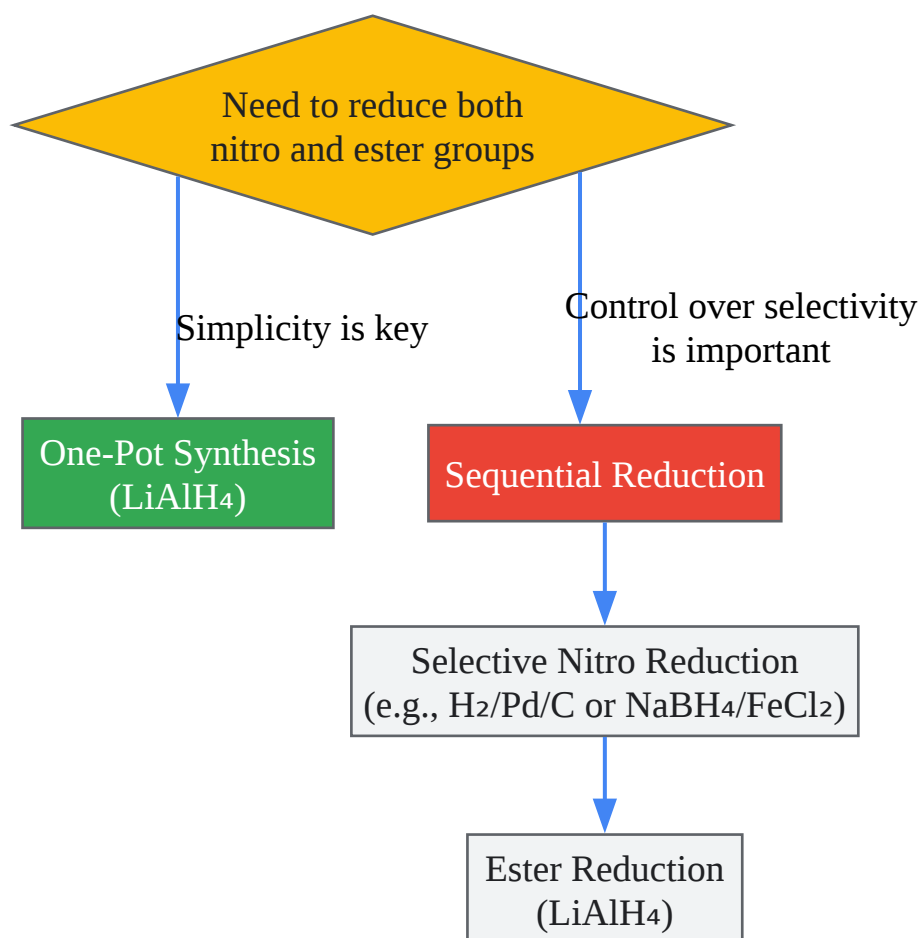 Need to reduce both
nitro and ester groups
Simplicity is key
Control over selectivity
is important
One-Pot Synthesis
(LiAlH₄)
Sequential Reduction
Selective Nitro Reduction
(e.g., H₂/Pd/C or NaBH₄/FeCl₂)
Ester Reduction
(LiAlH₄)